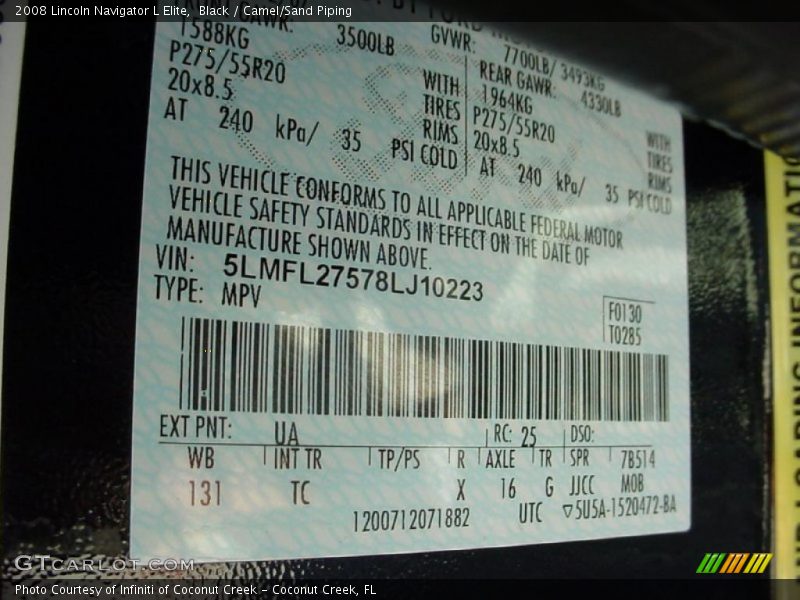 2008 Lincoln Navigator L Elite,  Black / Camel/Sand Piping
GAWR: GVWR: 7700LB/ 3493KG
1588KG 3500LB REAR GAWR: 4330LB
P275/55R20 WITH 1964KG WITH
20x8.5 TIRES P275/55R20 TIRES
RIMS 20x8.5 RIMS
AT 240 kPa/ 35 PSI COLD AT 240 kPa/ 35 PSI COLD
THIS VEHICLE CONFORMS TO ALL APPLICABLE FEDERAL MOTOR
VEHICLE SAFETY STANDARDS IN EFFECT ON THE DATE OF
MANUFACTURE SHOWN ABOVE.
VIN: 5LMFL27578LJ10223
TYPE: MPV
F0130
T0285
EXT PNT: UA RC: 25 DSO:
WB INT TR TP/PS R AXLE TR SPR 7B514
131 TC X 16 G JJCC MOB
1200712071882 UTC ▽5U5A-1520472-BA
GTCarLot.com
Photo Courtesy of Infiniti of Coconut Creek – Coconut Creek, FL